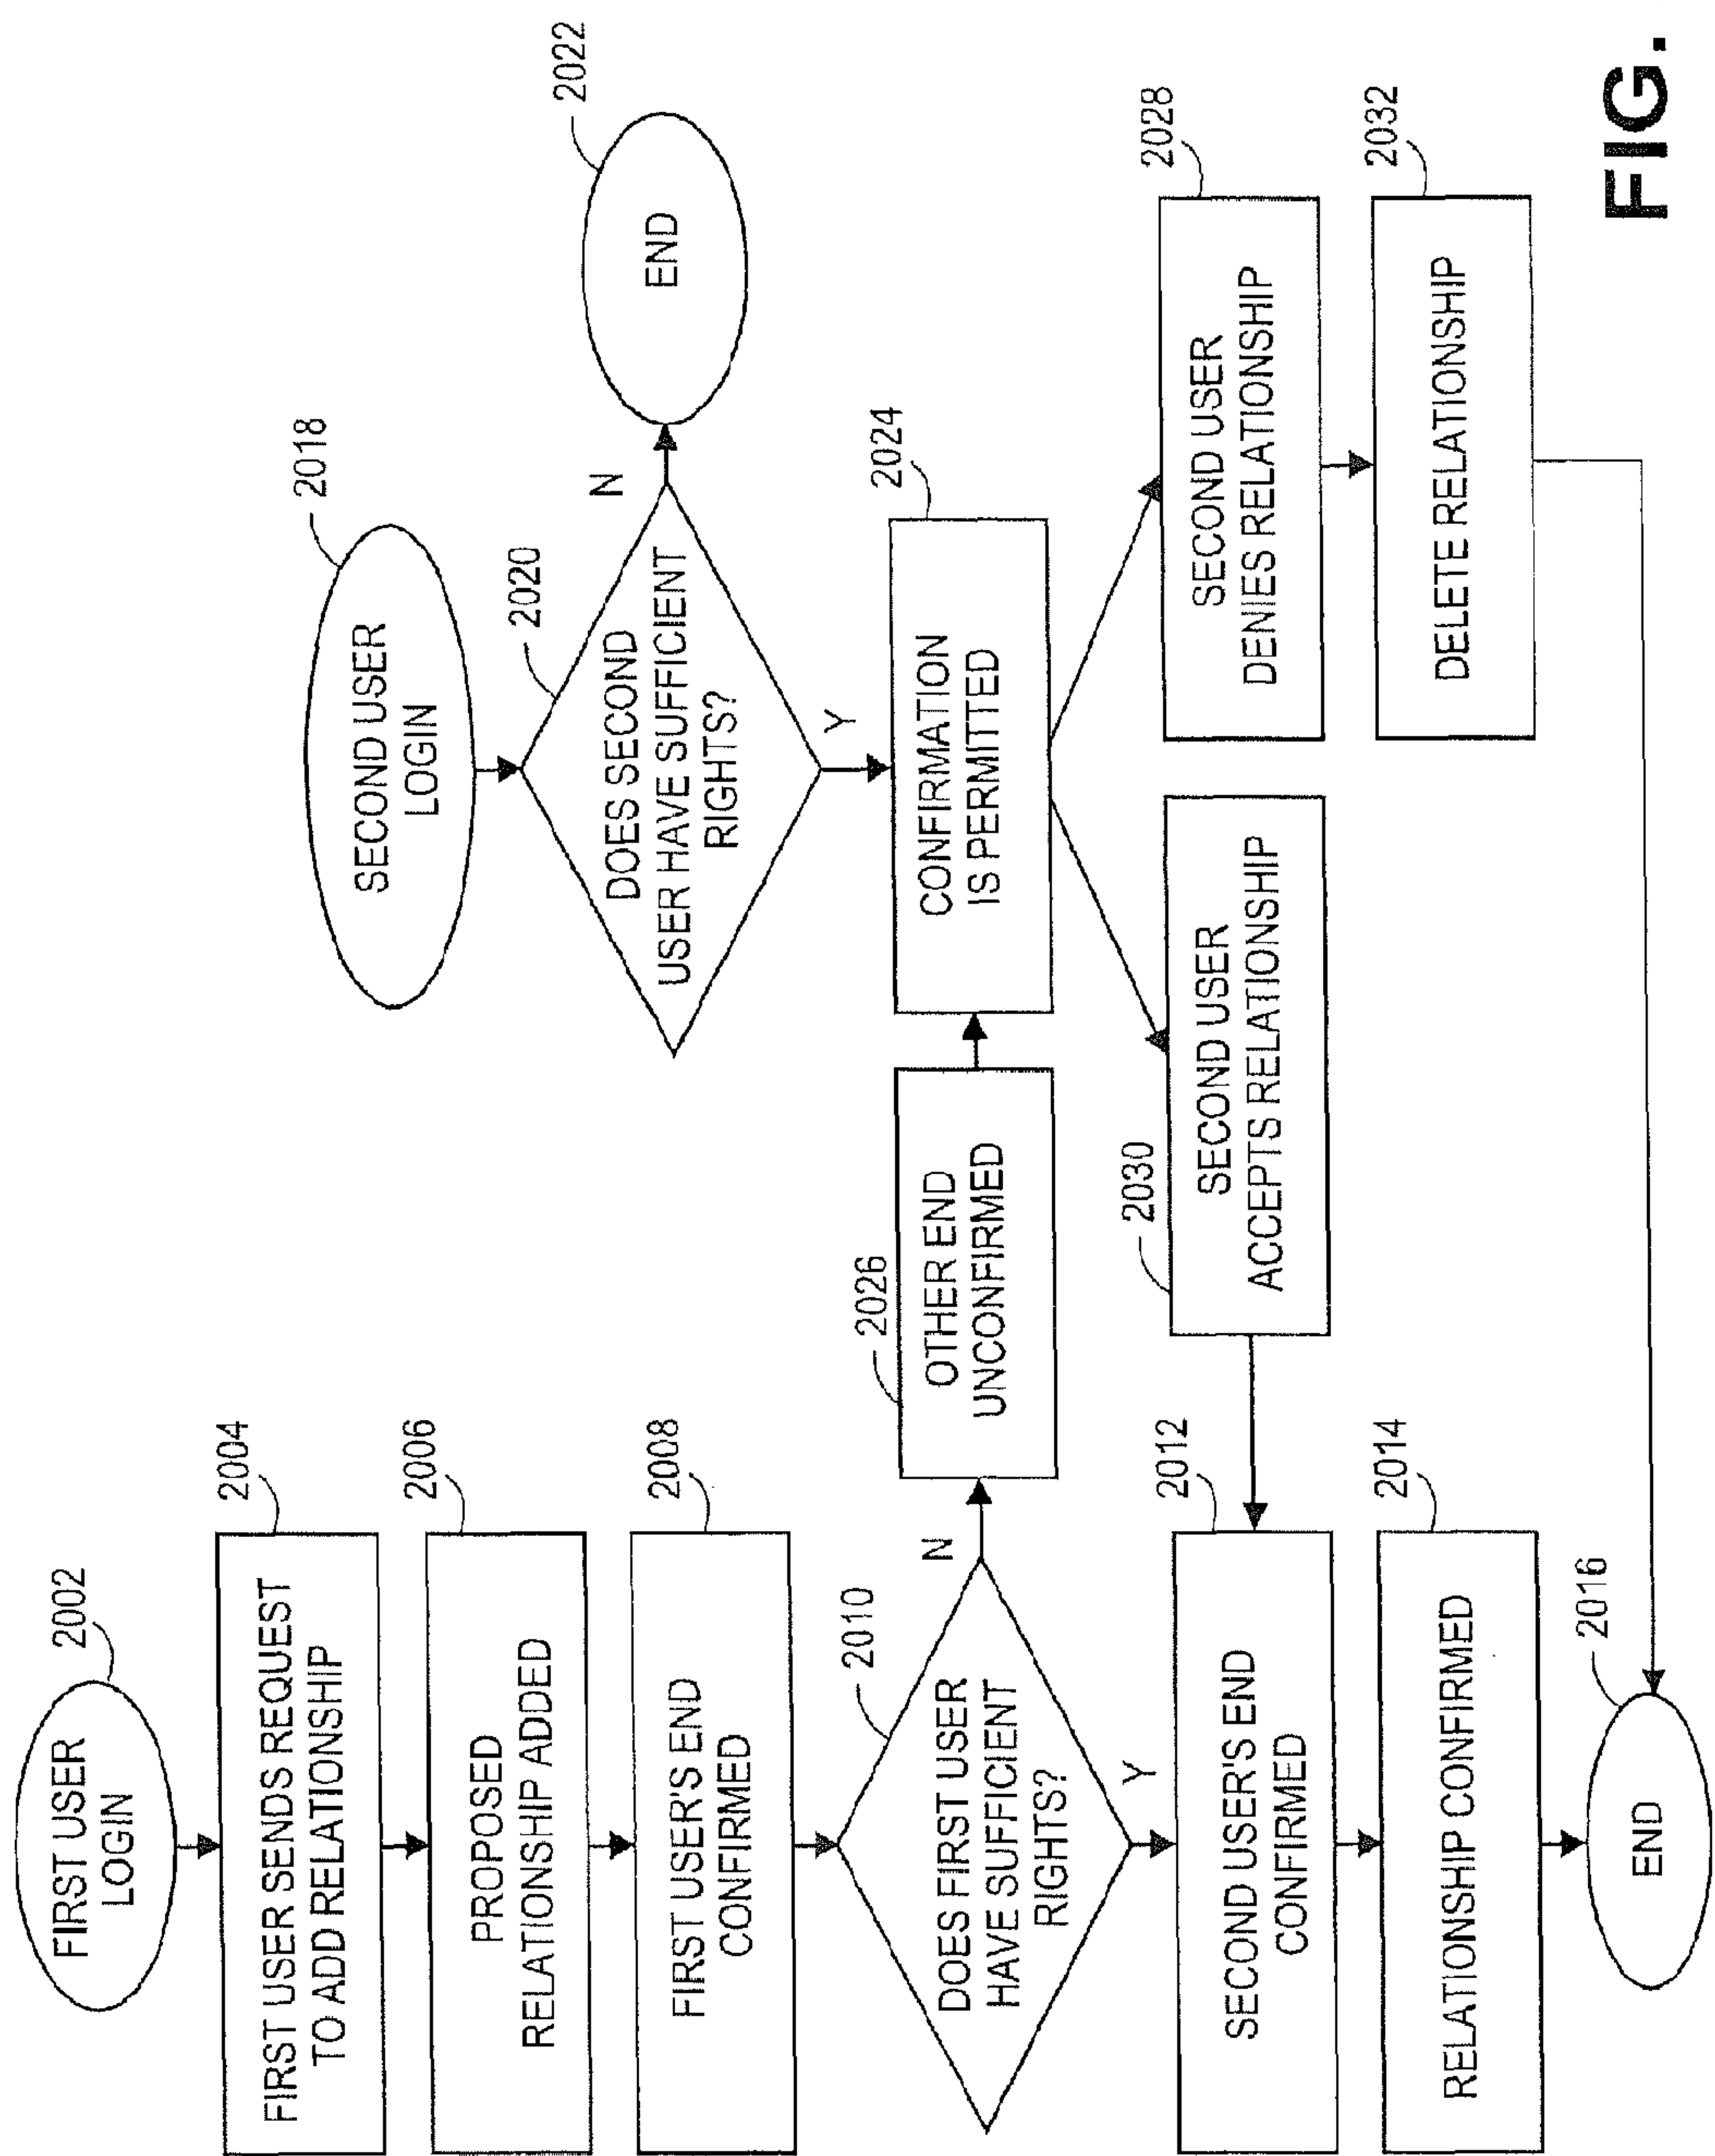 FIRST USER
LOGIN
2002
FIRST USER SENDS REQUEST
TO ADD RELATIONSHIP
2004
PROPOSED
RELATIONSHIP ADDED
2006
FIRST USER'S END
CONFIRMED
2008
DOES FIRST USER
HAVE SUFFICIENT
RIGHTS?
2010
N
Y
SECOND USER'S END
CONFIRMED
2012
RELATIONSHIP CONFIRMED
2014
END
2016
SECOND USER
LOGIN
2018
DOES SECOND
USER HAVE SUFFICIENT
RIGHTS?
2020
N
END
2022
Y
CONFIRMATION
IS PERMITTED
2024
OTHER END
UNCONFIRMED
2026
SECOND USER
DENIES RELATIONSHIP
2028
SECOND USER
ACCEPTS RELATIONSHIP
2030
DELETE RELATIONSHIP
2032
FIG.